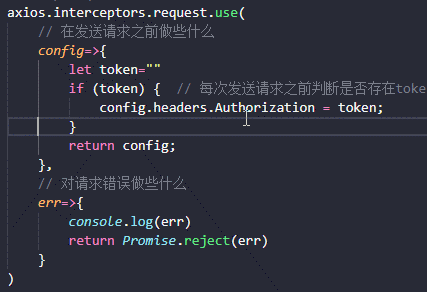 axios.interceptors.request.use(
// 在发送请求之前做些什么
config=>{
let token=""
if (token) {  // 每次发送请求之前判断是否存在toke
config.headers.Authorization = token;
}
return config;
},
// 对请求错误做些什么
err=>{
console.log(err)
return Promise.reject(err)
}
)